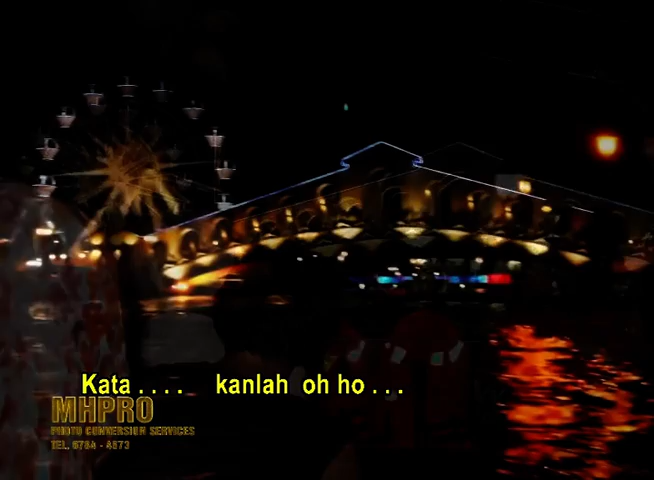 Kata . . . . kanlah oh ho . . .
MHPRO
PHOTO CONVERSION SERVICES
TEL. 6784 - 4873